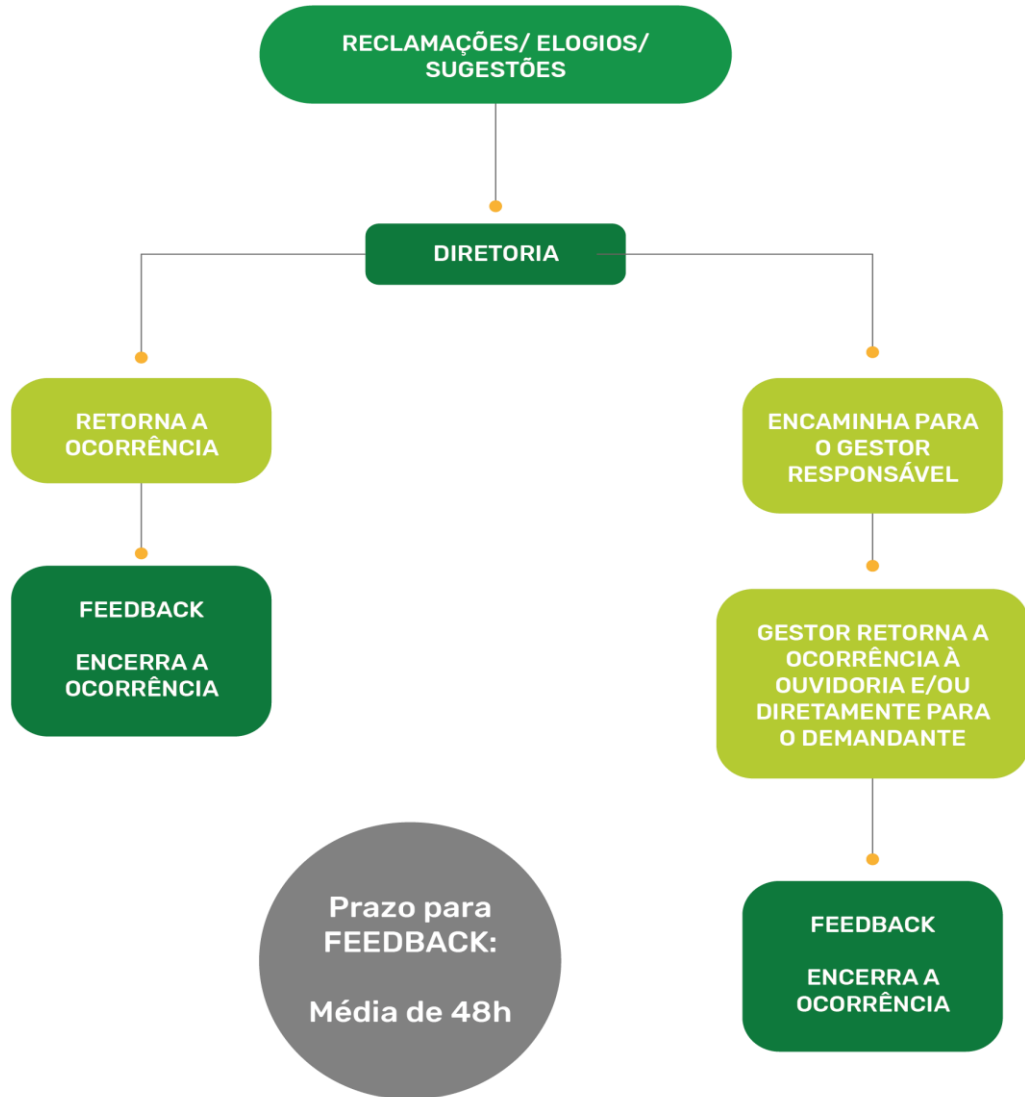 RECLAMAÇÕES/ ELOGIOS/
SUGESTÕES
DIRETORIA
RETORNA A
OCORRÊNCIA
FEEDBACK
ENCERRA A
OCORRÊNCIA
ENCAMINHA PARA
O GESTOR
RESPONSÁVEL
GESTOR RETORNA A
OCORRÊNCIA À
OUVIDORIA E/OU
DIRETAMENTE PARA
O DEMANDANTE
FEEDBACK
ENCERRA A
OCORRÊNCIA
Prazo para
FEEDBACK:
Média de 48h